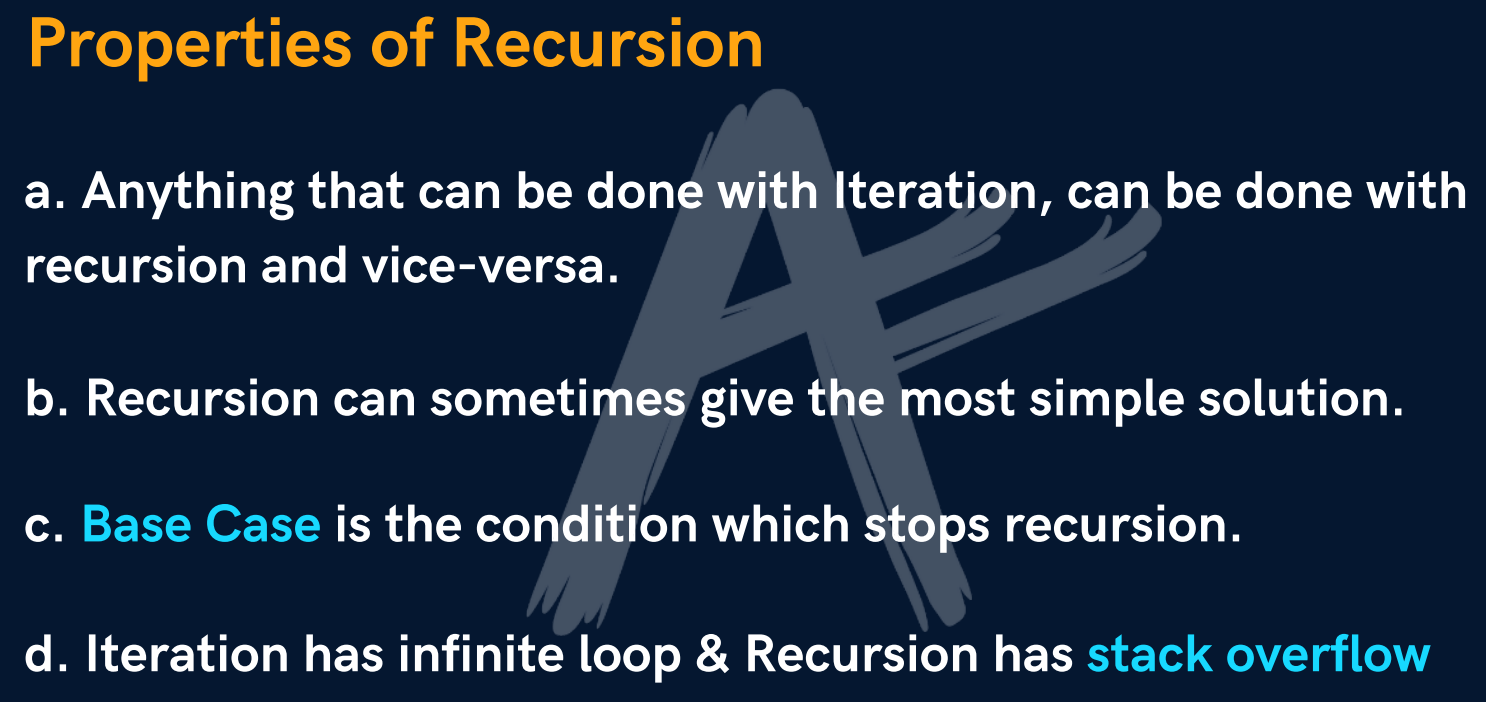 Properties of Recursion
a. Anything that can be done with Iteration, can be done with
recursion and vice-versa.
b. Recursion can sometimes give the most simple solution.
c. Base Case is the condition which stops recursion.
d. Iteration has infinite loop & Recursion has stack overflow